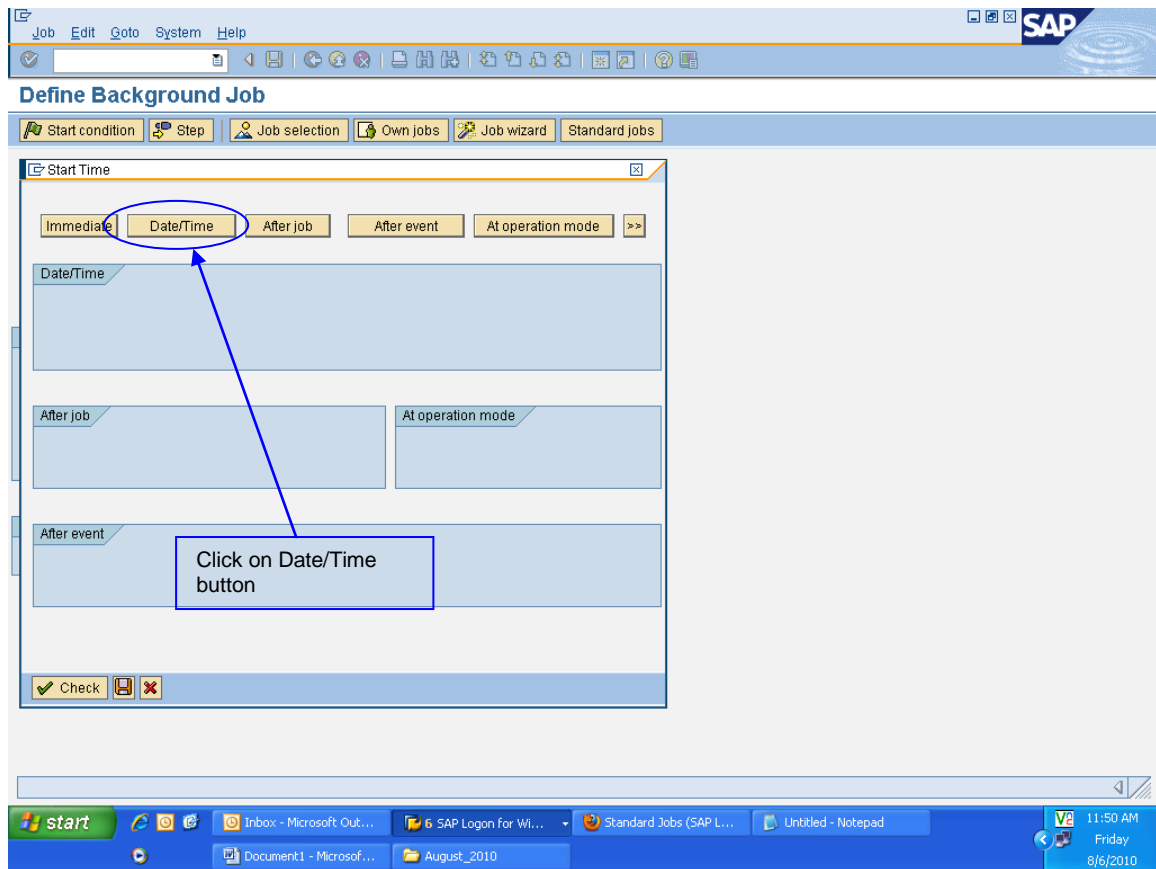 Job Edit Goto System Help
SAP
Define Background Job
Start condition Step Job selection Own jobs Job wizard Standard jobs
Start Time
Immediate Date/Time After job After event At operation mode >>
Date/Time
After job At operation mode
After event
Click on Date/Time
button
Check
start Inbox - Microsoft Out... 6 SAP Logon for Wi... Standard Jobs (SAP L... Untitled - Notepad 11:50 AM
Document1 - Microsof... August_2010 Friday
8/6/2010